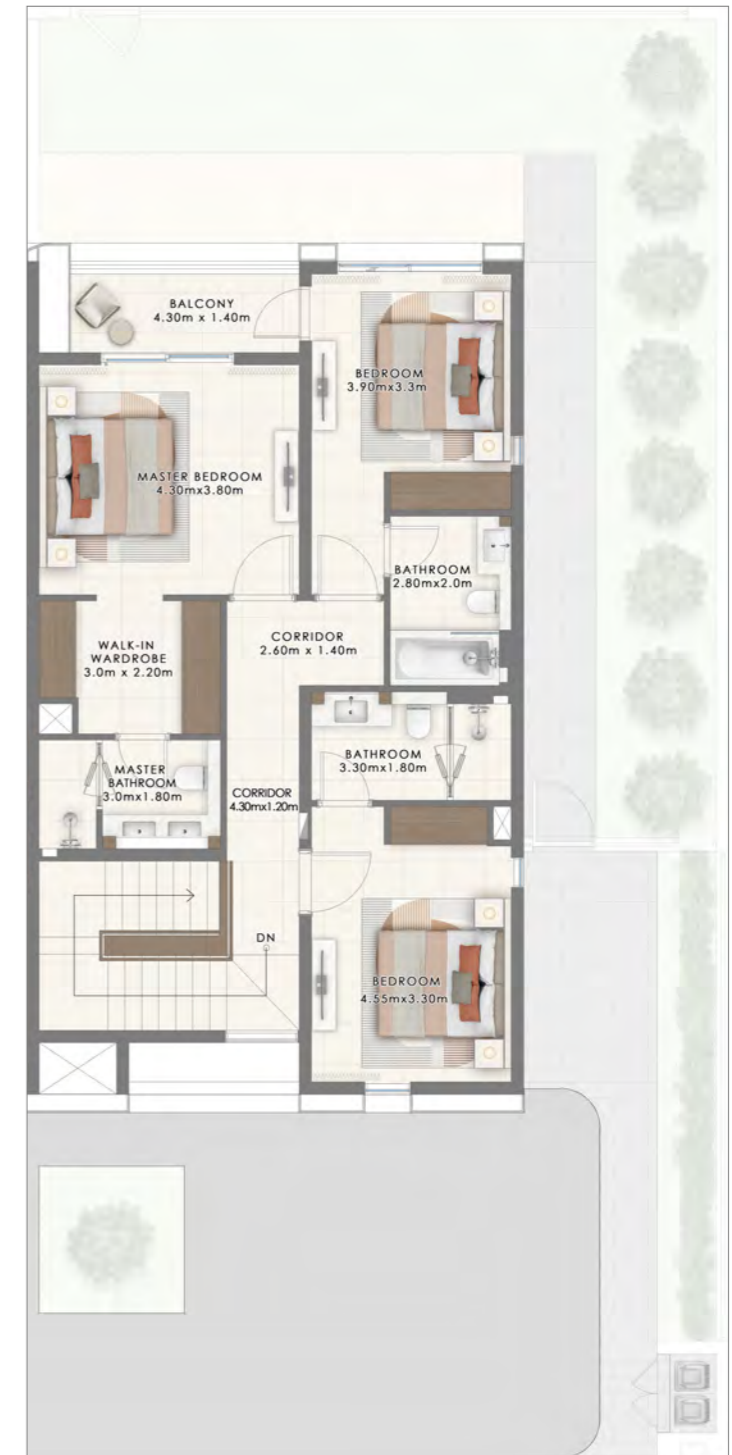 BALCONY
4.30m x 1.40m
BEDROOM
3.90mx3.3m
MASTER BEDROOM
4.30mx3.80m
BATHROOM
2.80mx2.0m
CORRIDOR
2.60m x 1.40m
WALK-IN
WARDROBE
3.0m x 2.20m
BATHROOM
3.30mx1.80m
MASTER
BATHROOM
3.0mx1.80m
CORRIDOR
4.30mx1.20m
DN
BEDROOM
4.55mx3.30m